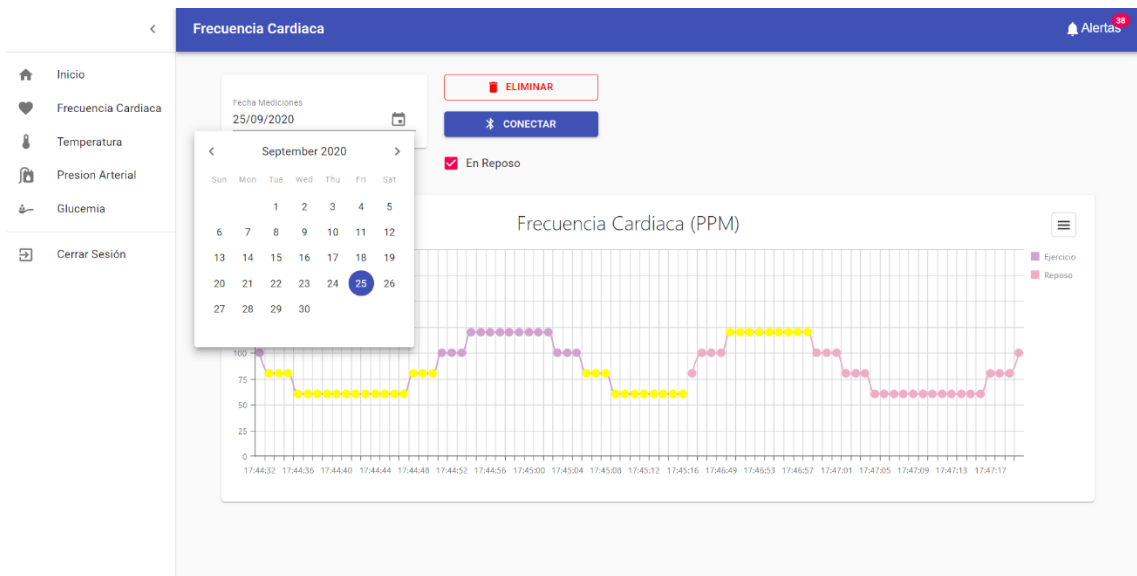 Frecuencia Cardiaca
Alertas
38
Inicio
Frecuencia Cardiaca
Temperatura
Presion Arterial
Glucemia
Cerrar Sesión
Fecha Mediciones
25/09/2020
ELIMINAR
CONECTAR
En Reposo
September 2020
Sun Mon Tue Wed Thu Fri Sat
1 2 3 4 5
6 7 8 9 10 11 12
13 14 15 16 17 18 19
20 21 22 23 24 25 26
27 28 29 30
Frecuencia Cardiaca (PPM)
Ejercicio
Reposo
100
75
50
25
0
17:44:32 17:44:36 17:44:40 17:44:44 17:44:48 17:44:52 17:44:56 17:45:00 17:45:04 17:45:08 17:45:12 17:45:16 17:46:49 17:46:53 17:46:57 17:47:01 17:47:05 17:47:09 17:47:13 17:47:17